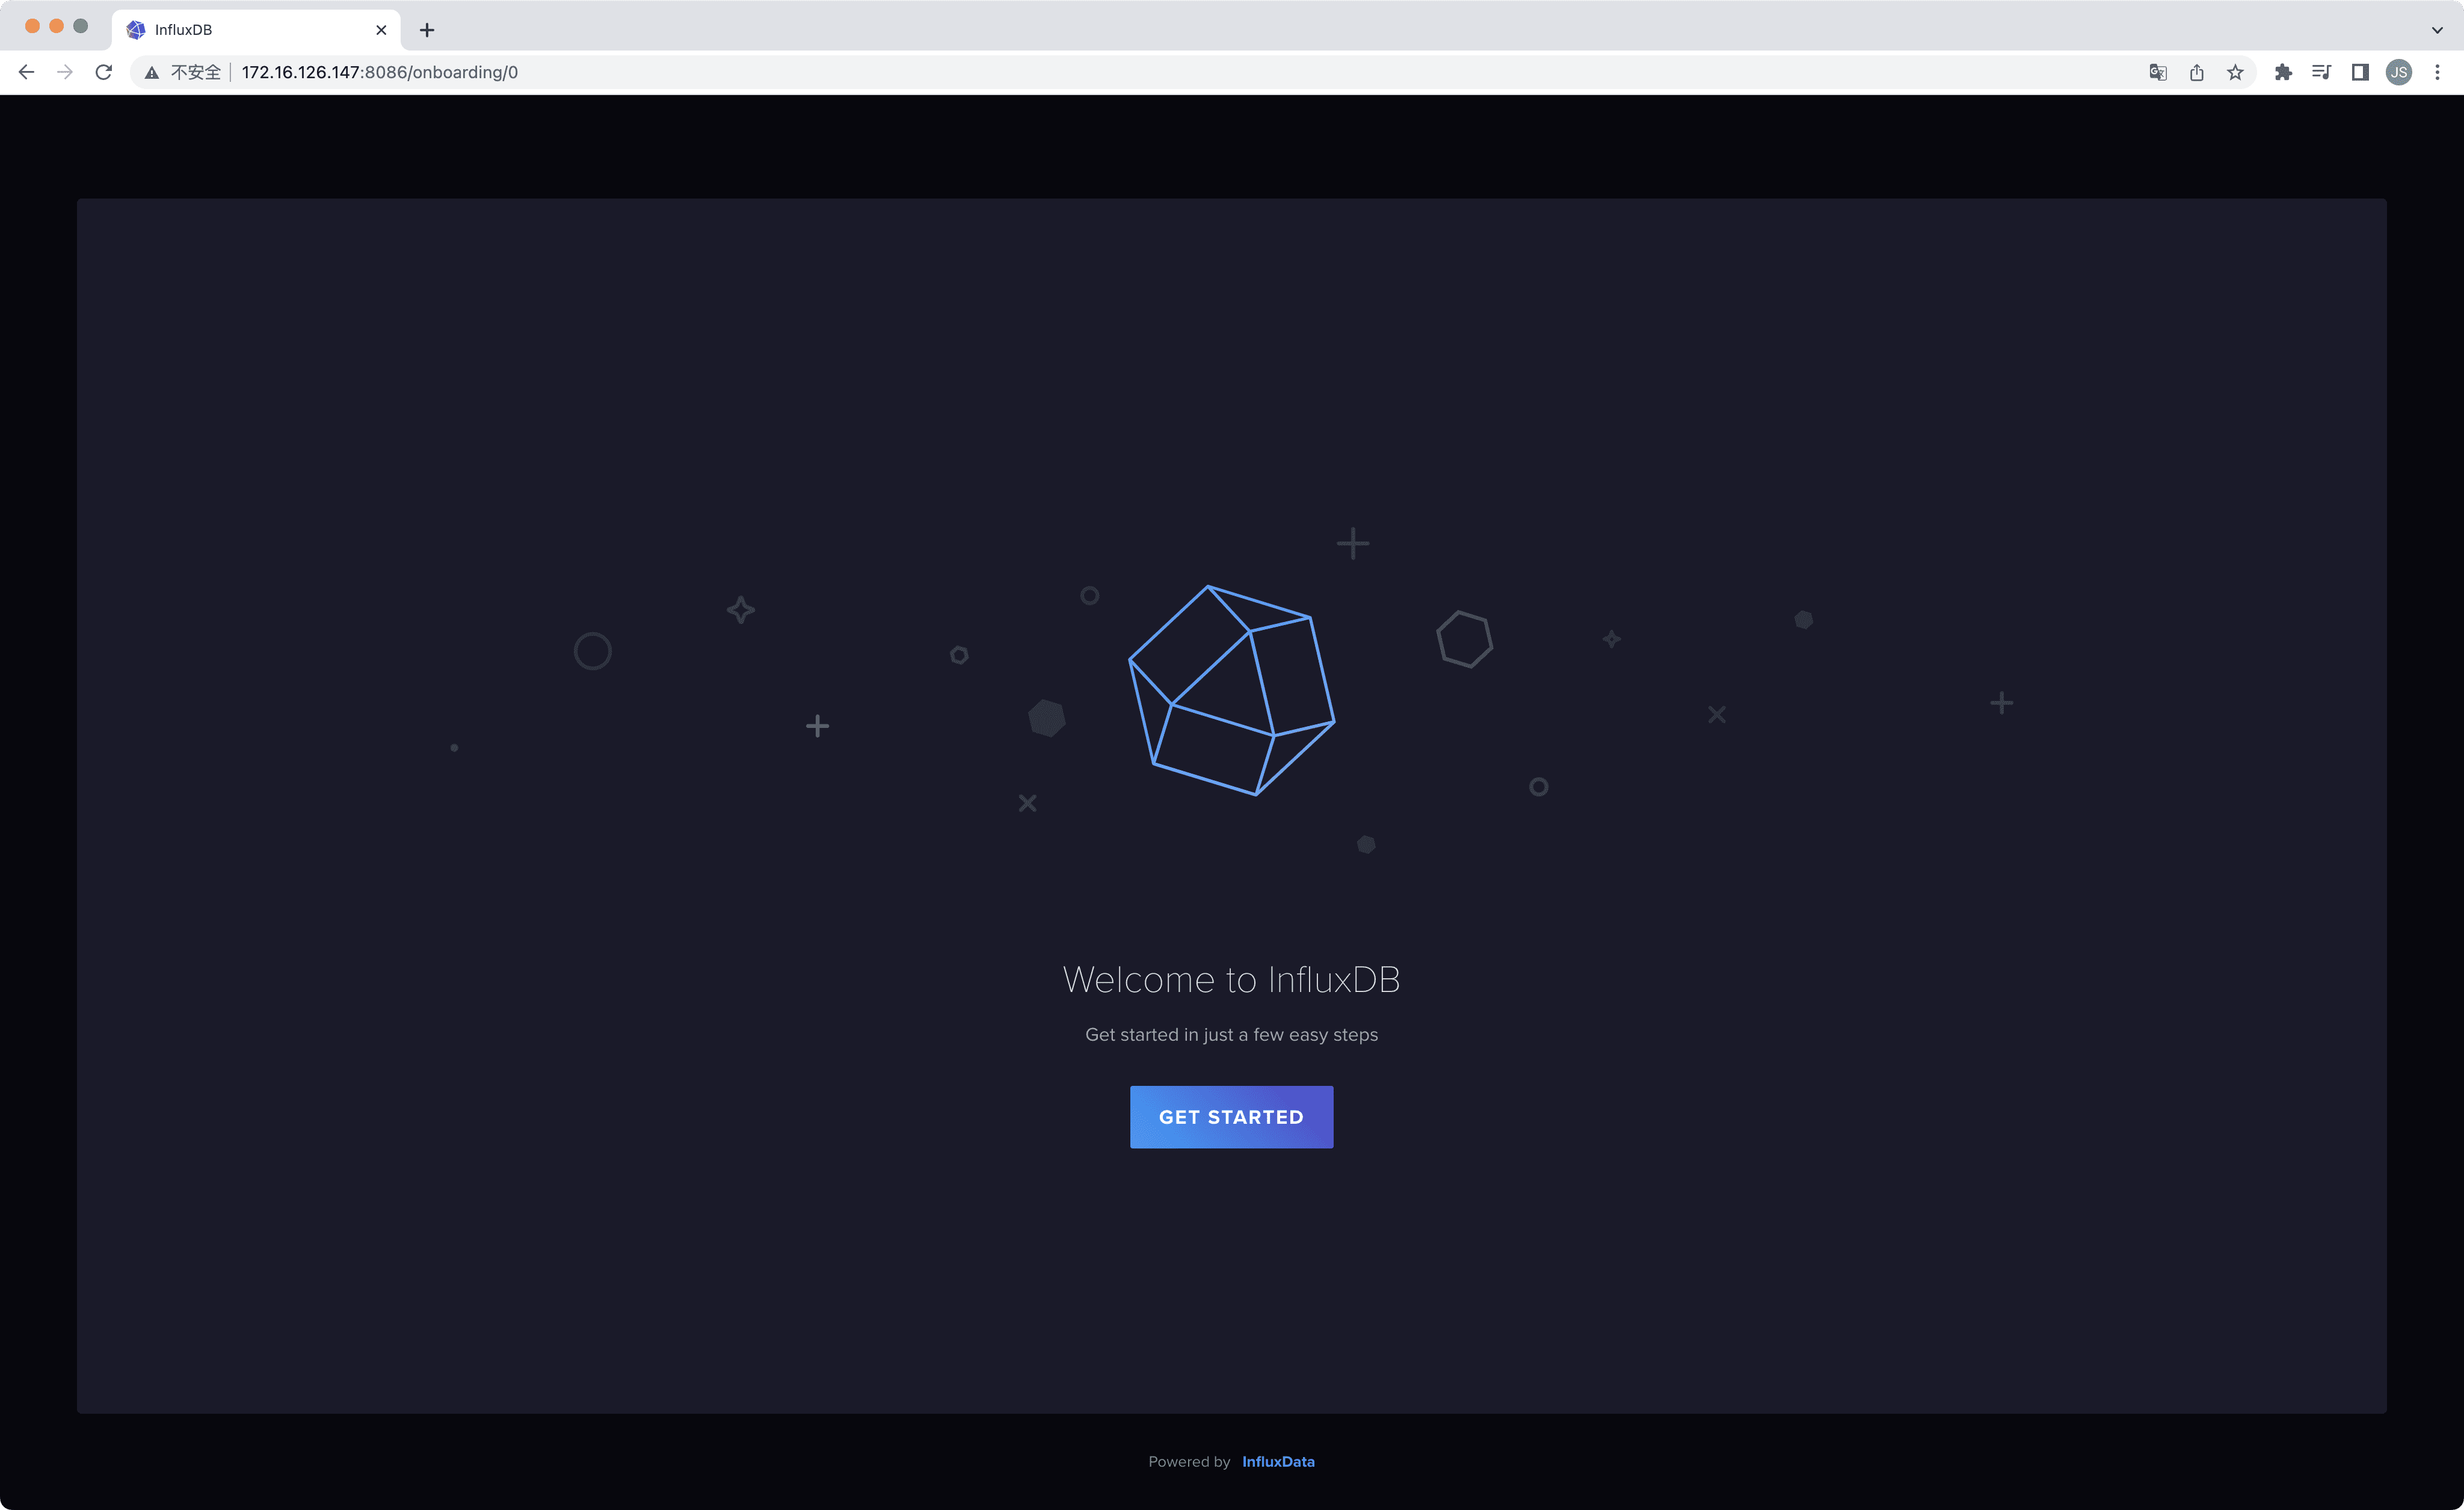 InfluxDB
不安全 172.16.126.147:8086/onboarding/0
JS
Welcome to InfluxDB
Get started in just a few easy steps
GET STARTED
Powered by InfluxData